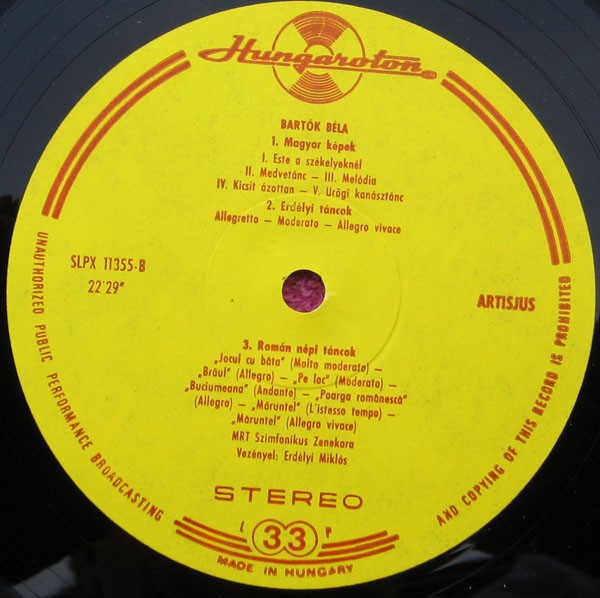 Hungaroton
BARTÓK BÉLA
1. Magyar képek
I. Este a székelyeknél
II. Medvetánc — III. Melódia
IV. Kicsit ázottan — V. Ürögi kanásztánc
2. Erdélyi táncok
Allegretto — Moderato — Allegro vivace
SLPX 11355-B
22'29"
ARTISJUS
3. Román népi táncok
„Jocul cu bâta" (Molto moderato) —
„Brâul" (Allegro) — „Pe loc" (Moderato) —
„Buciumeana" (Andante) — „Poarga românescă"
(Allegro) — „Măruntel" (L'istesso tempo) —
„Măruntel" (Allegro vivace)
MRT Szimfonikus Zenekara
Vezényel: Erdélyi Miklós
STEREO
L 33 P
MADE IN HUNGARY
UNAUTHORIZED PUBLIC PERFORMANCE BROADCASTING
AND COPYING OF THIS RECORD IS PROHIBITED